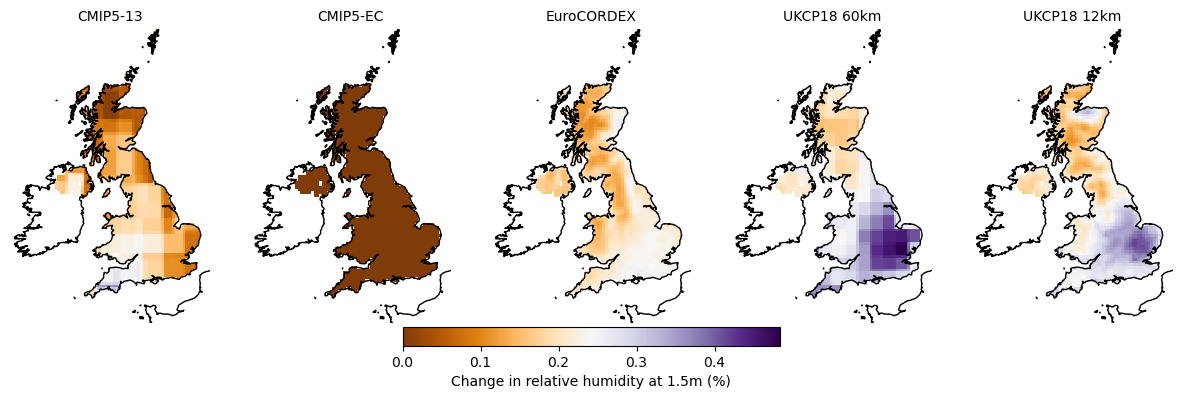 CMIP5-13 CMIP5-EC EuroCORDEX UKCP18 60km UKCP18 12km
0.0 0.1 0.2 0.3 0.4
Change in relative humidity at 1.5m (%)